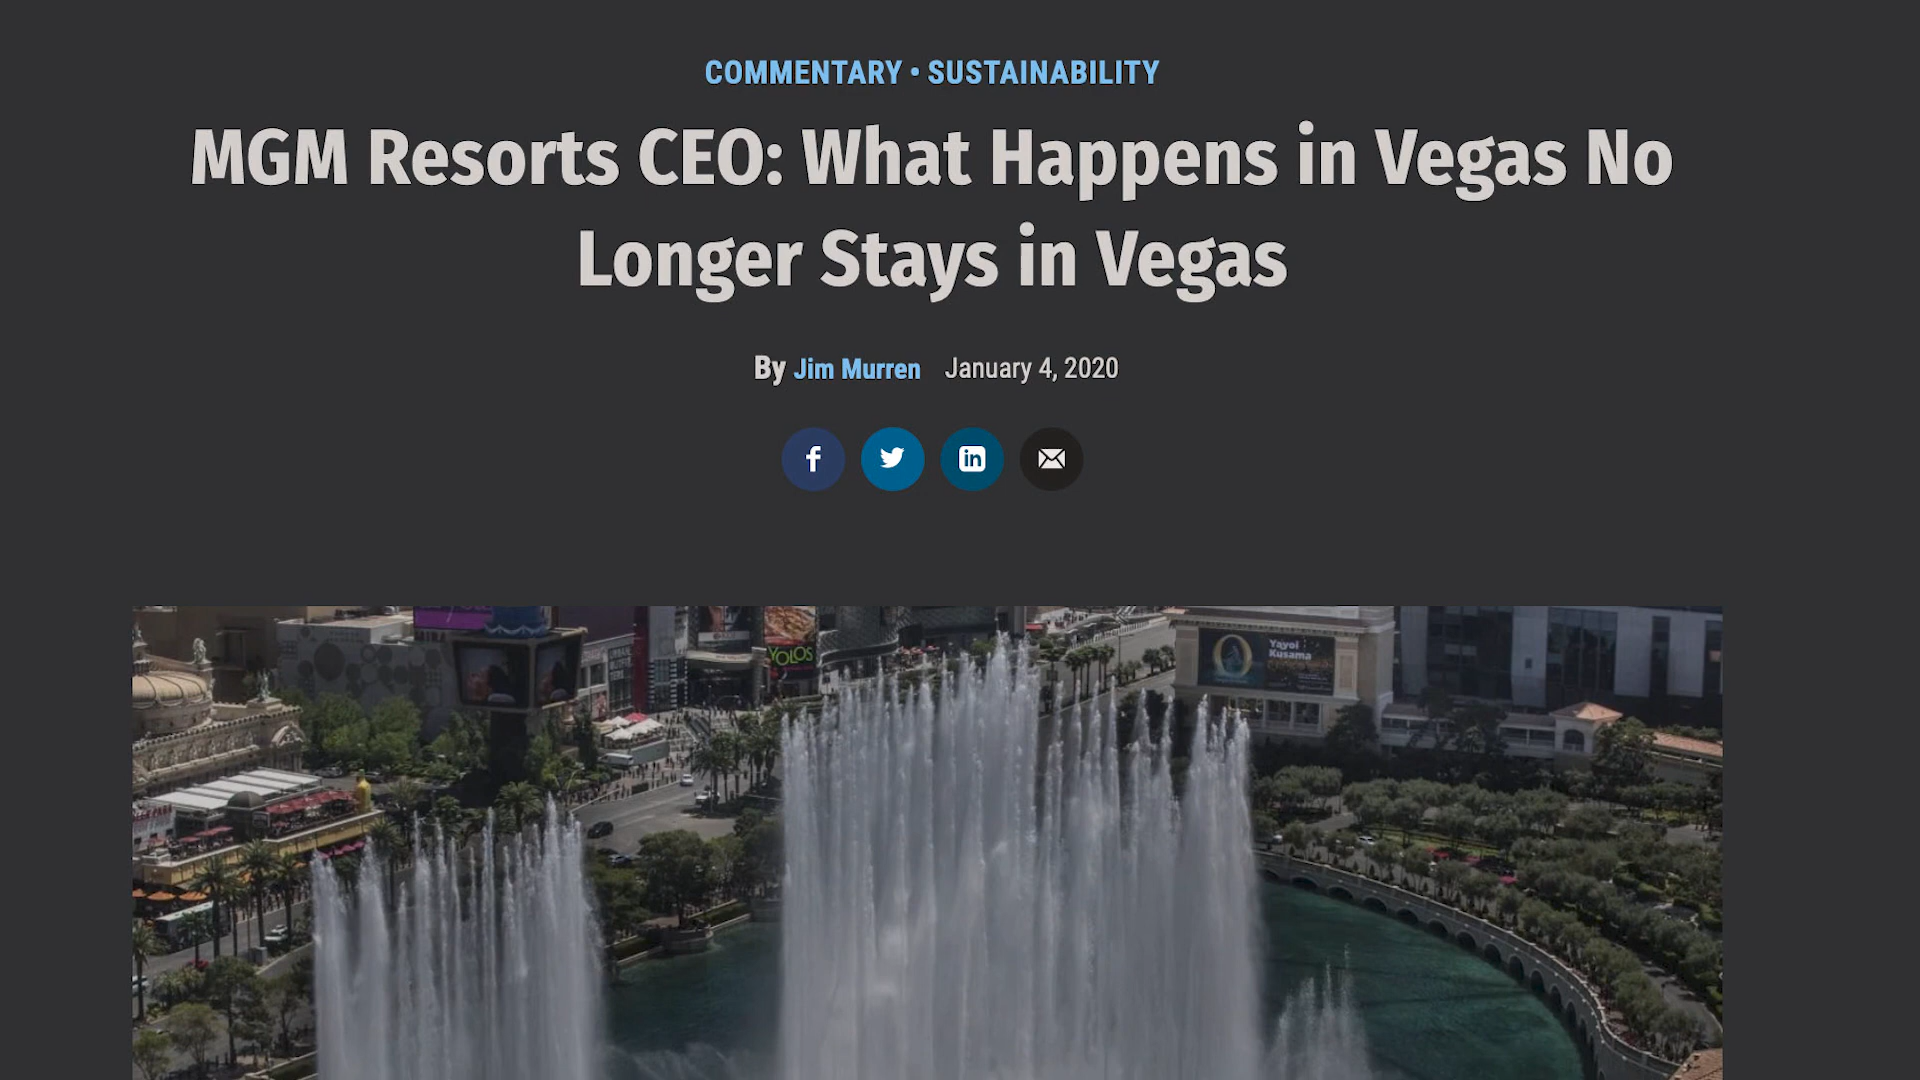 COMMENTARY • SUSTAINABILITY
MGM Resorts CEO: What Happens in Vegas No
Longer Stays in Vegas
By Jim Murren January 4, 2020
YOLOS
O
Yayoi
Kusama